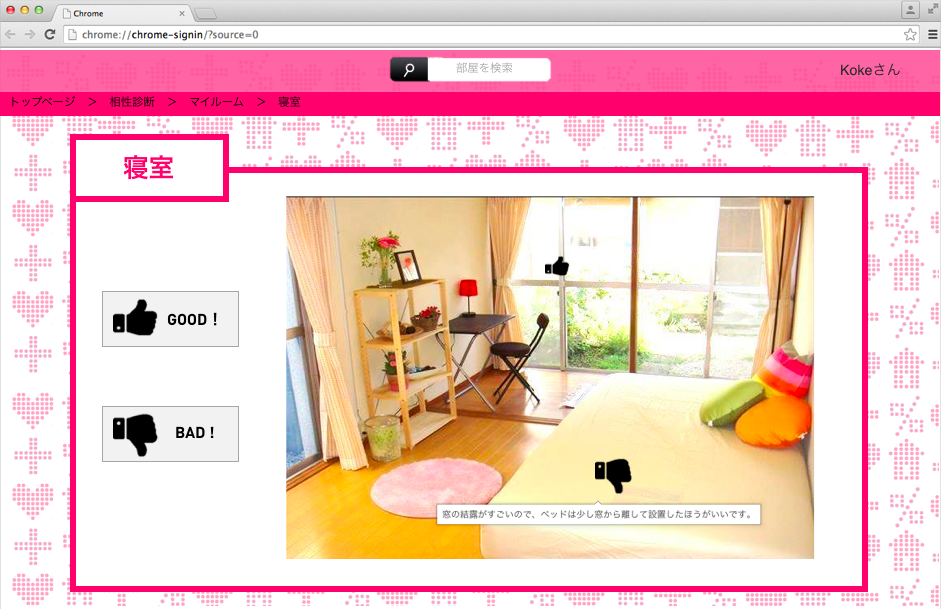 Chrome
chrome://chrome-signin/?source=0
部屋を検索
Kokeさん
トップページ > 相性診断 > マイルーム > 寝室
寝室
GOOD！
BAD！
窓の結露がすごいので、ベッドは少し窓から離して設置したほうがいいです。